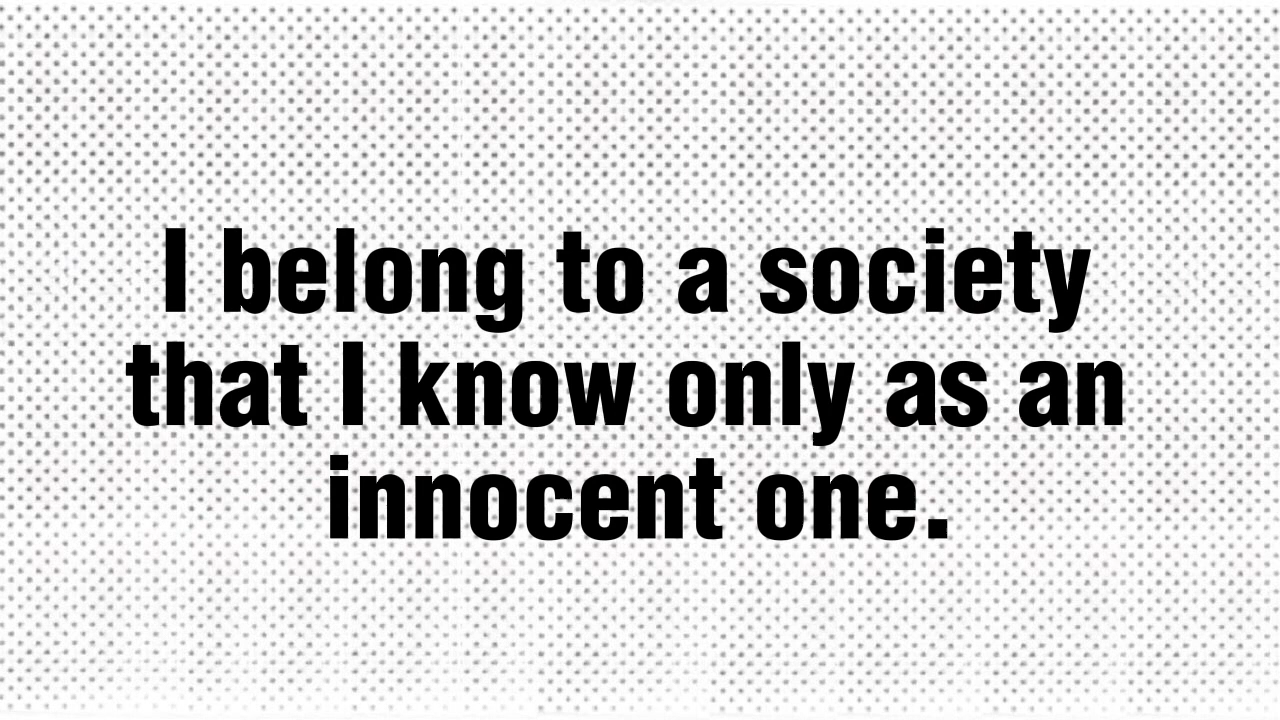 I belong to a society
that I know only as an
innocent one.